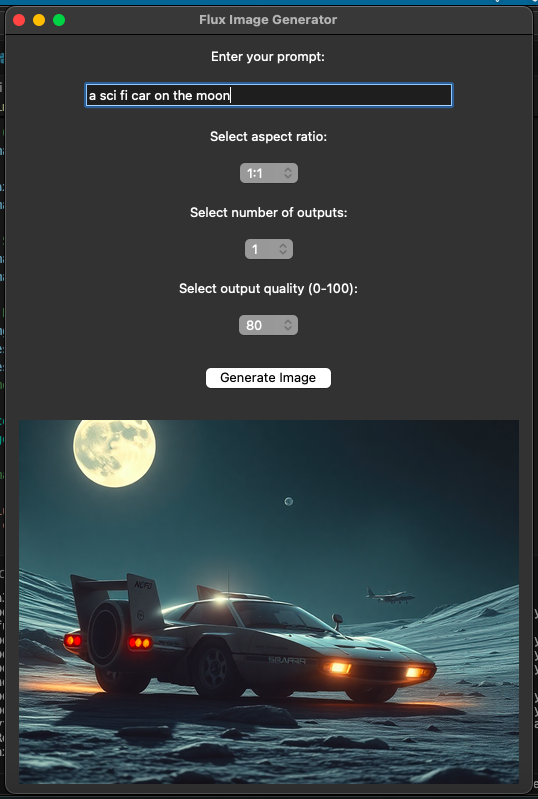 Flux Image Generator
Enter your prompt:
a sci fi car on the moon
Select aspect ratio:
1:1
Select number of outputs:
1
Select output quality (0-100):
80
Generate Image